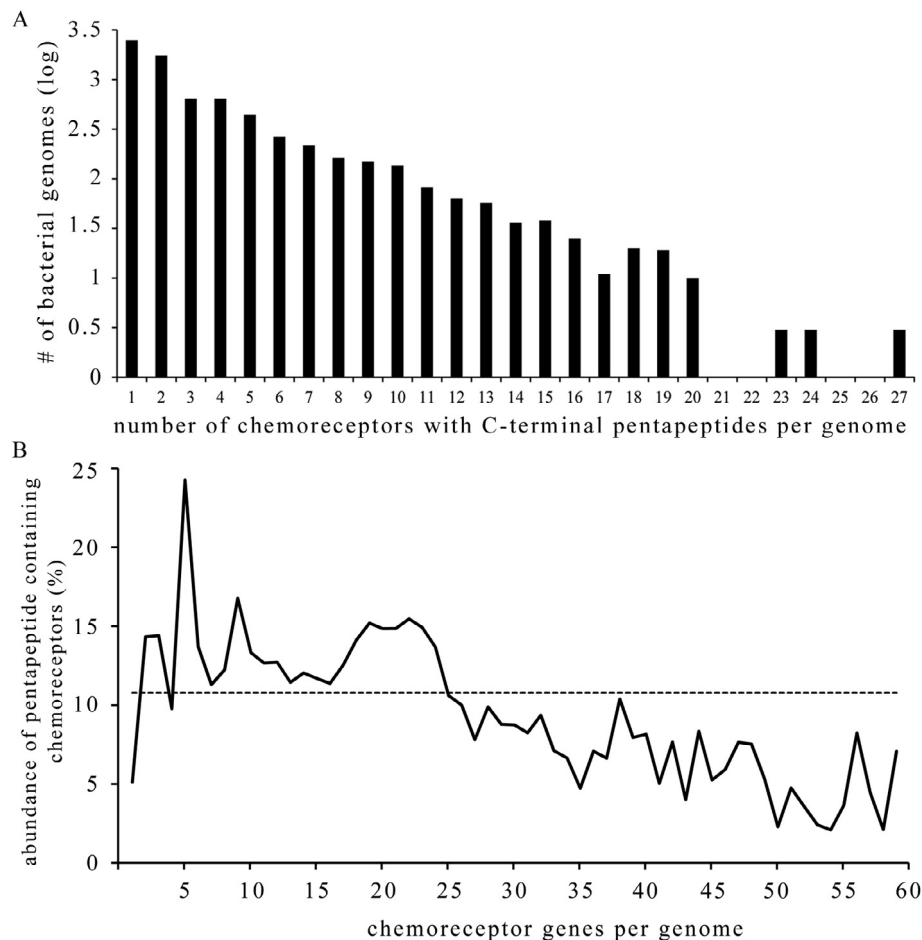 A
# of bacterial genomes (log)
3.5
3
2.5
2
1.5
1
0.5
0
1 2 3 4 5 6 7 8 9 10 11 12 13 14 15 16 17 18 19 20 21 22 23 24 25 26 27
number of chemoreceptors with C-terminal pentapeptides per genome
B
abundance of pentapeptide containing
chemoreceptors (%)
25
20
15
10
5
0
5 10 15 20 25 30 35 40 45 50 55 60
chemoreceptor genes per genome